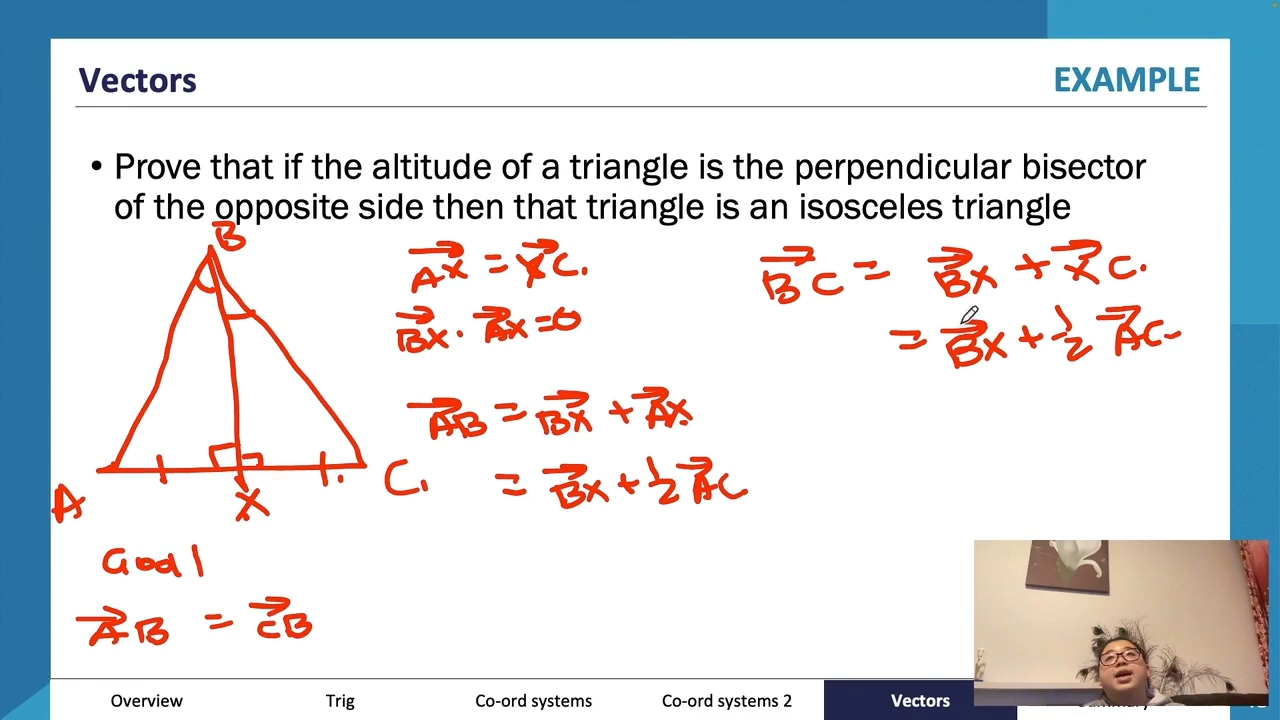 Vectors
EXAMPLE
• Prove that if the altitude of a triangle is the perpendicular bisector
of the opposite side then that triangle is an isosceles triangle
B
A
X
C.
Goal
→AB = →CB
→AX = →XC.
→BX · →AX = 0
→AB = →BX + →AX.
= →BX + 1/2 →AC
→BC = →BX + →XC.
= →BX + 1/2 →AC
Overview
Trig
Co-ord systems
Co-ord systems 2
Vectors